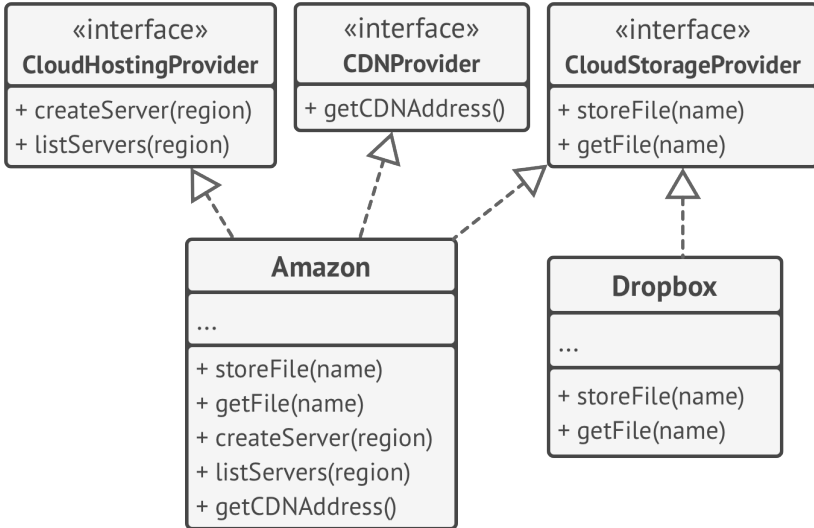 «interface»
CloudHostingProvider
+ createServer(region)
+ listServers(region)
«interface»
CDNProvider
+ getCDNAddress()
«interface»
CloudStorageProvider
+ storeFile(name)
+ getFile(name)
Amazon
...
+ storeFile(name)
+ getFile(name)
+ createServer(region)
+ listServers(region)
+ getCDNAddress()
Dropbox
...
+ storeFile(name)
+ getFile(name)